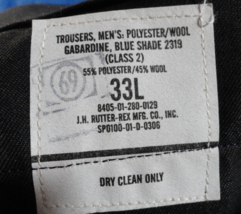 TROUSERS, MEN'S: POLYESTER/WOOL
GABARDINE, BLUE SHADE 2319
(CLASS 2)
55% POLYESTER/45% WOOL
69
33L
8405-01-280-0129
J.H. RUTTER-REX MFG. CO., INC.
SPO100-01-D-0306
DRY CLEAN ONLY